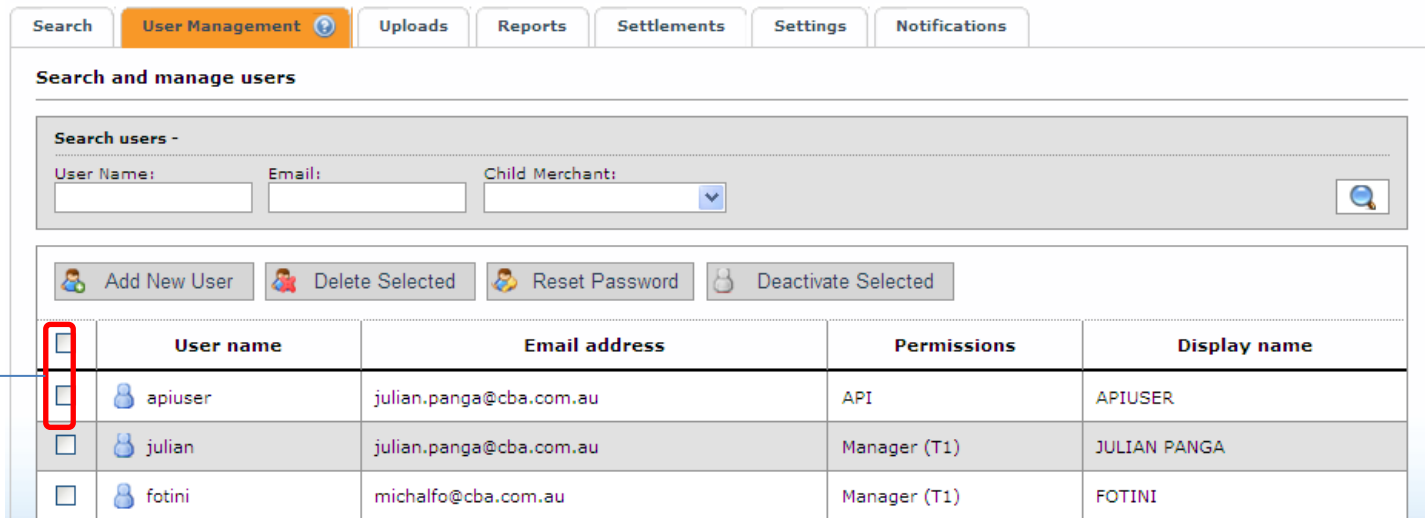 Search User Management ? Uploads Reports Settlements Settings Notifications
Search and manage users
Search users -
User Name: Email: Child Merchant:
Add New User Delete Selected Reset Password Deactivate Selected
User name Email address Permissions Display name
apiuser julian.panga@cba.com.au API APIUSER
julian julian.panga@cba.com.au Manager (T1) JULIAN PANGA
fotini michalfo@cba.com.au Manager (T1) FOTINI